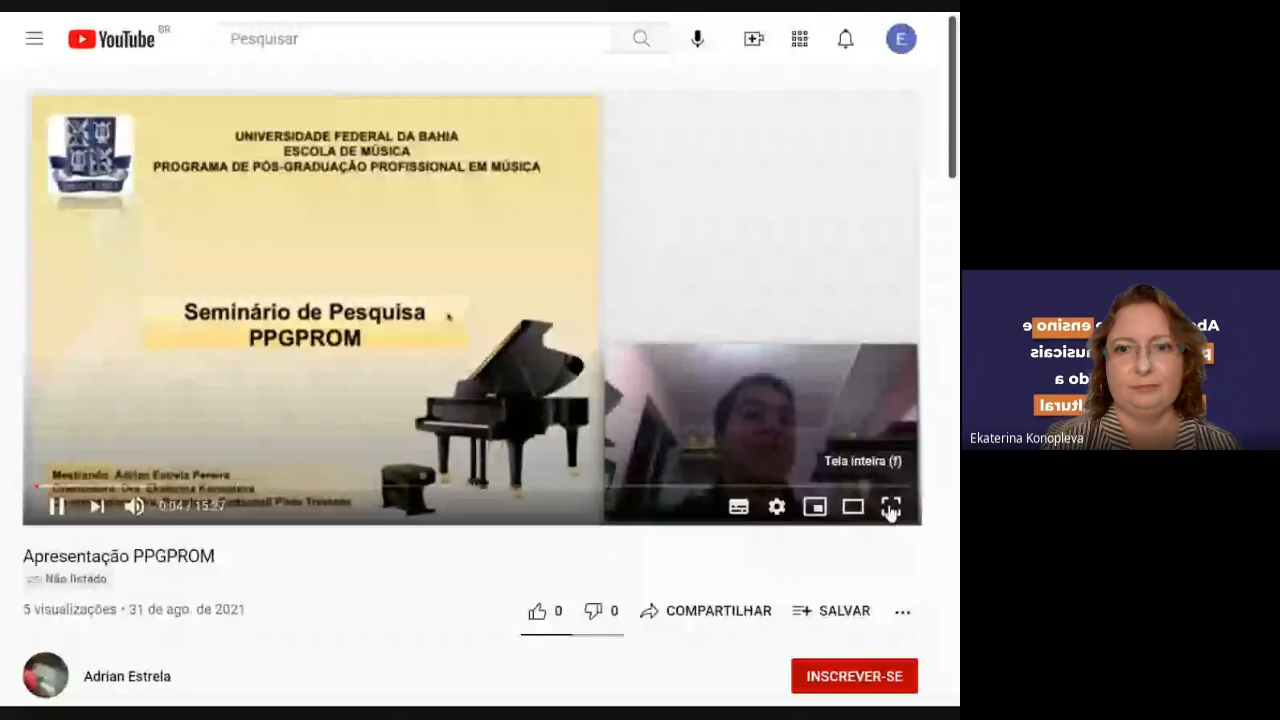 YouTube BR
Pesquisar
E
UNIVERSIDADE FEDERAL DA BAHIA
ESCOLA DE MÚSICA
PROGRAMA DE PÓS-GRADUAÇÃO PROFISSIONAL EM MÚSICA
Seminário de Pesquisa
PPGPROM
Mestrando: Adrian Estrela Pereira
Ekaterina Konopleva
Tela inteira (f)
0:04 / 15:27
Apresentação PPGPROM
Não listado
5 visualizações • 31 de ago. de 2021
0
0
COMPARTILHAR
SALVAR
Adrian Estrela
INSCREVER-SE
ensino e
musicais
a
Ekaterina Konopleva